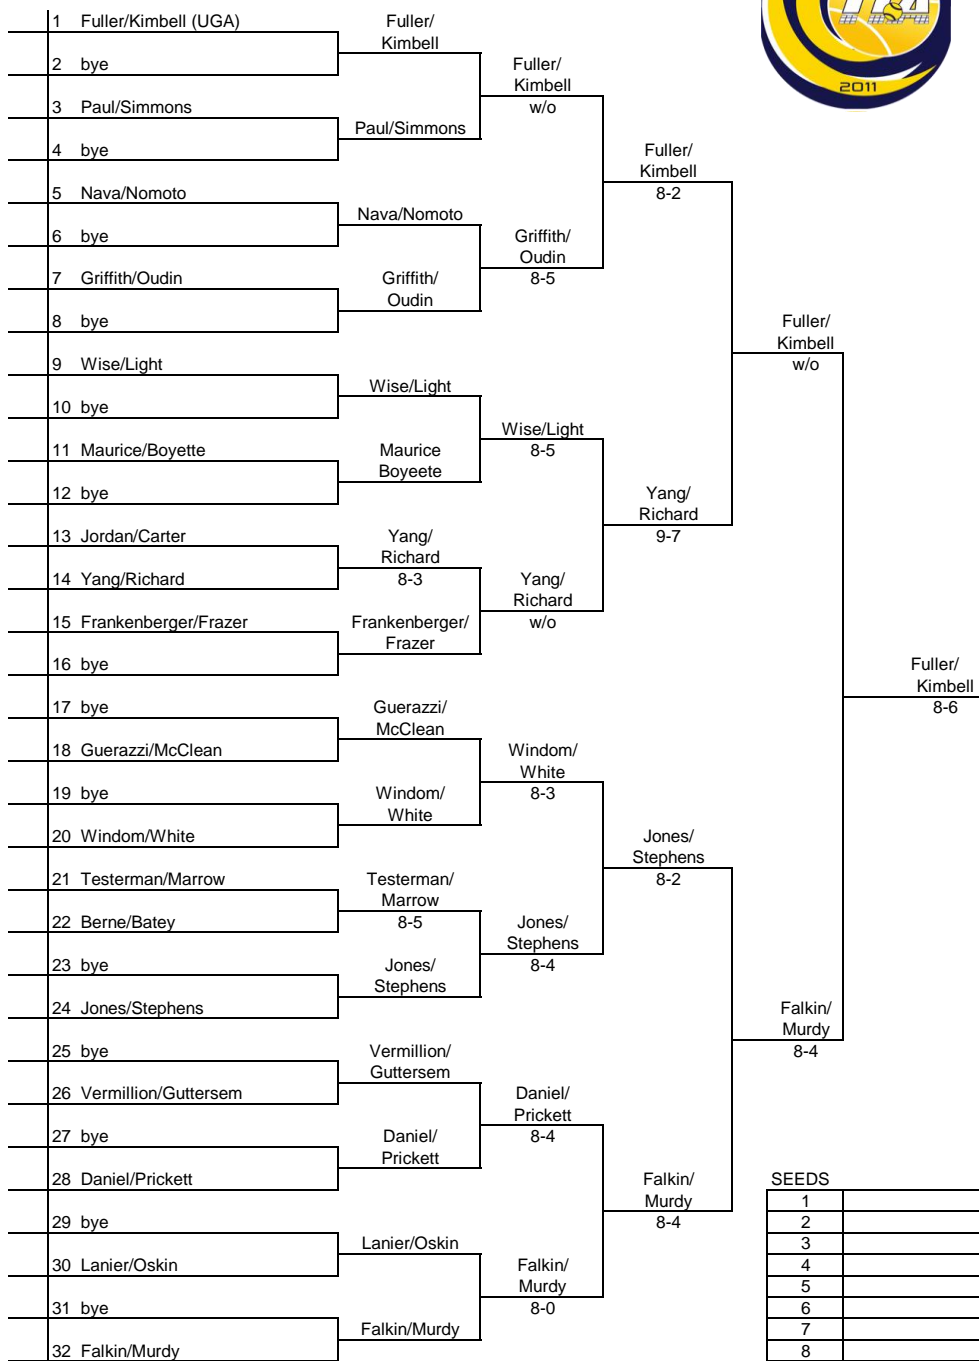 1 Fuller/Kimbell (UGA)
2 bye
3 Paul/Simmons
4 bye
5 Nava/Nomoto
6 bye
7 Griffith/Oudin
8 bye
9 Wise/Light
10 bye
11 Maurice/Boyette
12 bye
13 Jordan/Carter
14 Yang/Richard
15 Frankenberger/Frazer
16 bye
17 bye
18 Guerazzi/McClean
19 bye
20 Windom/White
21 Testerman/Marrow
22 Berne/Batey
23 bye
24 Jones/Stephens
25 bye
26 Vermillion/Guttersem
27 bye
28 Daniel/Prickett
29 bye
30 Lanier/Oskin
31 bye
32 Falkin/Murdy
Fuller/
Kimbell
Paul/Simmons
Nava/Nomoto
Griffith/
Oudin
Wise/Light
Maurice
Boyeete
Yang/
Richard
8-3
Frankenberger/
Frazer
Guerazzi/
McClean
Windom/
White
Testerman/
Marrow
8-5
Jones/
Stephens
Vermillion/
Guttersem
Daniel/
Prickett
Lanier/Oskin
Falkin/Murdy
Fuller/
Kimbell
w/o
Griffith/
Oudin
8-5
Wise/Light
8-5
Yang/
Richard
w/o
Windom/
White
8-3
Jones/
Stephens
8-4
Daniel/
Prickett
8-4
Falkin/
Murdy
8-0
Fuller/
Kimbell
8-2
Yang/
Richard
9-7
Jones/
Stephens
8-2
Falkin/
Murdy
8-4
Fuller/
Kimbell
w/o
Falkin/
Murdy
8-4
Fuller/
Kimbell
8-6
2011
SEEDS
1
2
3
4
5
6
7
8